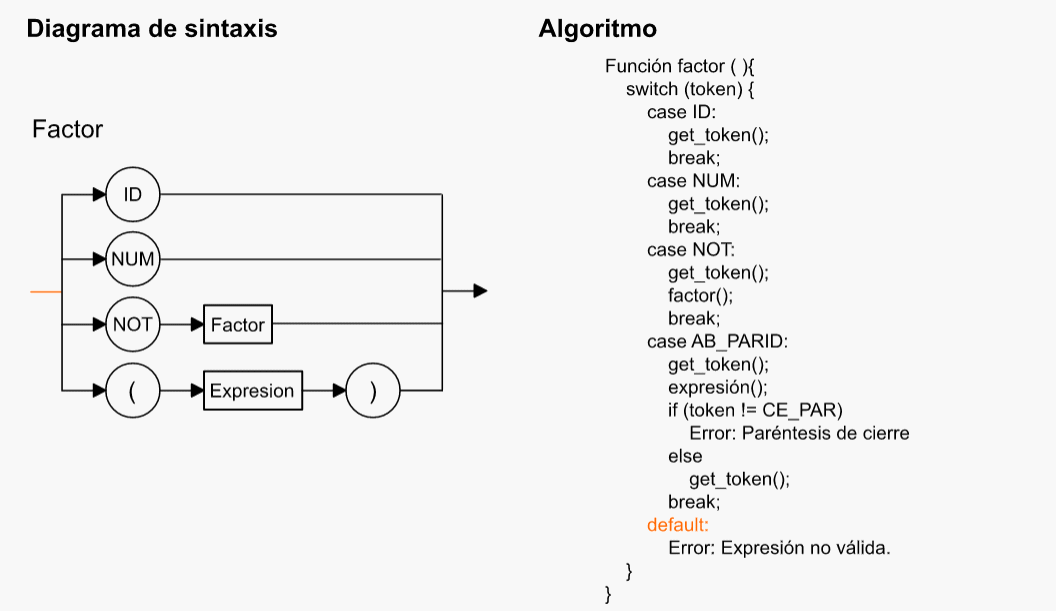 Diagrama de sintaxis
Factor
ID
NUM
NOT Factor
( Expresion )
Algoritmo
Función factor ( ){
switch (token) {
case ID:
get_token();
break;
case NUM:
get_token();
break;
case NOT:
get_token();
factor();
break;
case AB_PARID:
get_token();
expresión();
if (token != CE_PAR)
Error: Paréntesis de cierre
else
get_token();
break;
default:
Error: Expresión no válida.
}
}